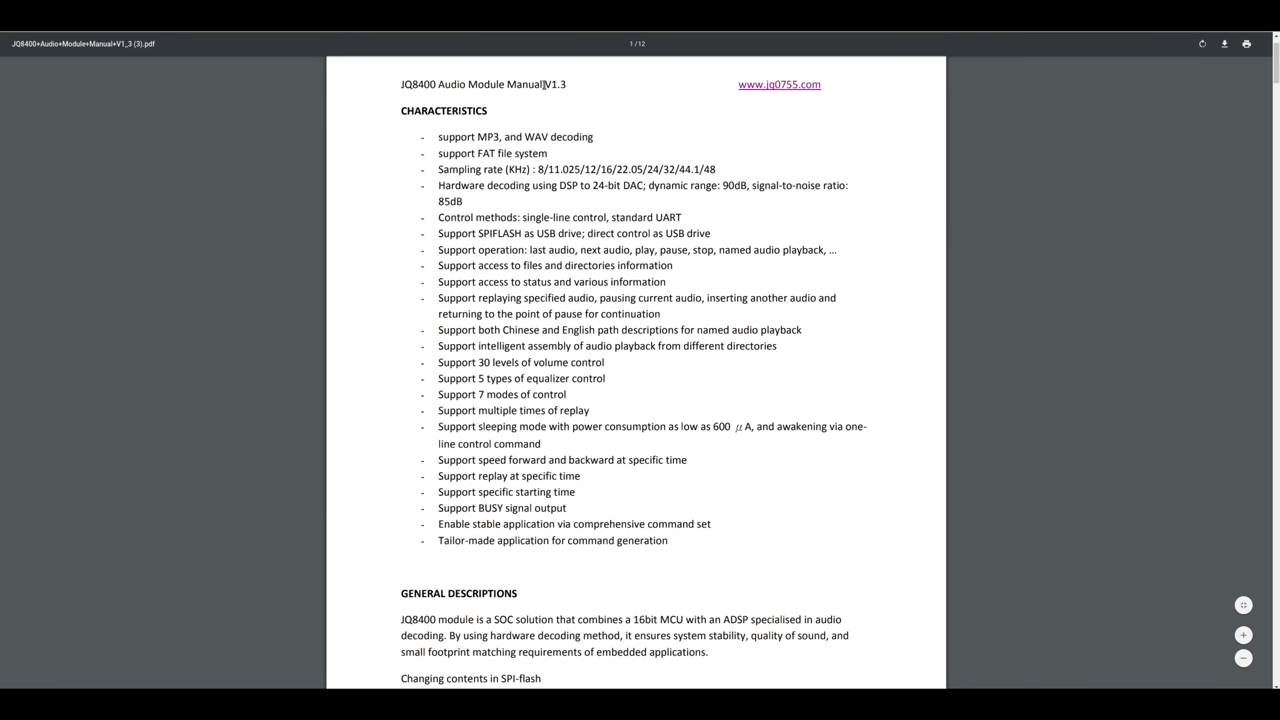 JQ8400+Audio+Module+Manual+V1_3 (3).pdf
1 / 12
JQ8400 Audio Module Manual V1.3
www.jq0755.com
CHARACTERISTICS
- support MP3, and WAV decoding
- support FAT file system
- Sampling rate (KHz) : 8/11.025/12/16/22.05/24/32/44.1/48
- Hardware decoding using DSP to 24-bit DAC; dynamic range: 90dB, signal-to-noise ratio:
85dB
- Control methods: single-line control, standard UART
- Support SPIFLASH as USB drive; direct control as USB drive
- Support operation: last audio, next audio, play, pause, stop, named audio playback, ...
- Support access to files and directories information
- Support access to status and various information
- Support replaying specified audio, pausing current audio, inserting another audio and
returning to the point of pause for continuation
- Support both Chinese and English path descriptions for named audio playback
- Support intelligent assembly of audio playback from different directories
- Support 30 levels of volume control
- Support 5 types of equalizer control
- Support 7 modes of control
- Support multiple times of replay
- Support sleeping mode with power consumption as low as 600 μA, and awakening via one-
line control command
- Support speed forward and backward at specific time
- Support replay at specific time
- Support specific starting time
- Support BUSY signal output
- Enable stable application via comprehensive command set
- Tailor-made application for command generation
GENERAL DESCRIPTIONS
JQ8400 module is a SOC solution that combines a 16bit MCU with an ADSP specialised in audio
decoding. By using hardware decoding method, it ensures system stability, quality of sound, and
small footprint matching requirements of embedded applications.
Changing contents in SPI-flash